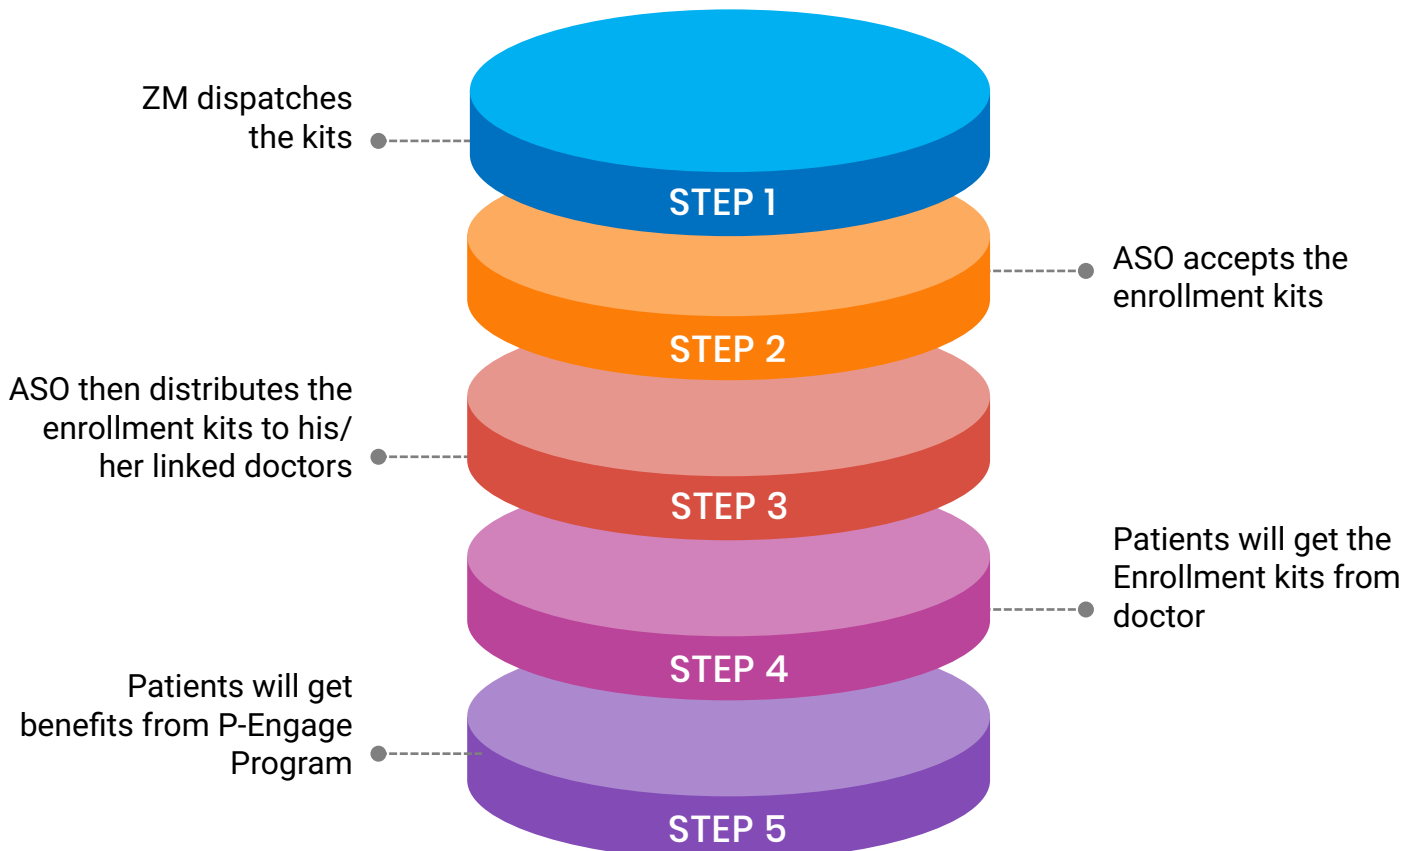 ZM dispatches
the kits
STEP 1
ASO accepts the
enrollment kits
STEP 2
ASO then distributes the
enrollment kits to his/
her linked doctors
STEP 3
Patients will get the
Enrollment kits from
doctor
STEP 4
Patients will get
benefits from P-Engage
Program
STEP 5